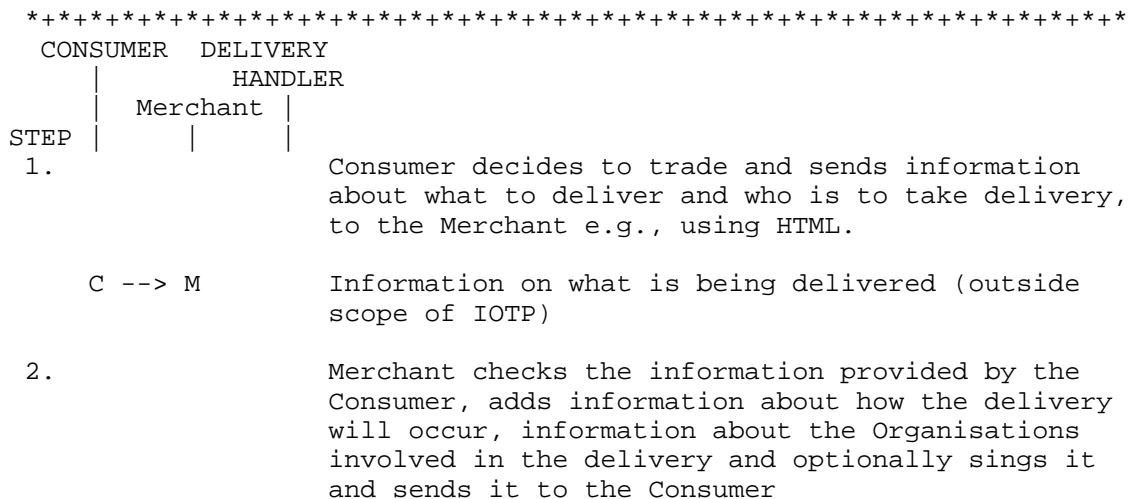 *+*+*+*+*+*+*+*+*+*+*+*+*+*+*+*+*+*+*+*+*+*+*+*+*+*+*+*+*+*+*+*
CONSUMER  DELIVERY
|         HANDLER
|  Merchant |
STEP |     |     |
1.                Consumer decides to trade and sends information
about what to deliver and who is to take delivery,
to the Merchant e.g., using HTML.
C --> M        Information on what is being delivered (outside
scope of IOTP)
2.                Merchant checks the information provided by the
Consumer, adds information about how the delivery
will occur, information about the Organisations
involved in the delivery and optionally sings it
and sends it to the Consumer